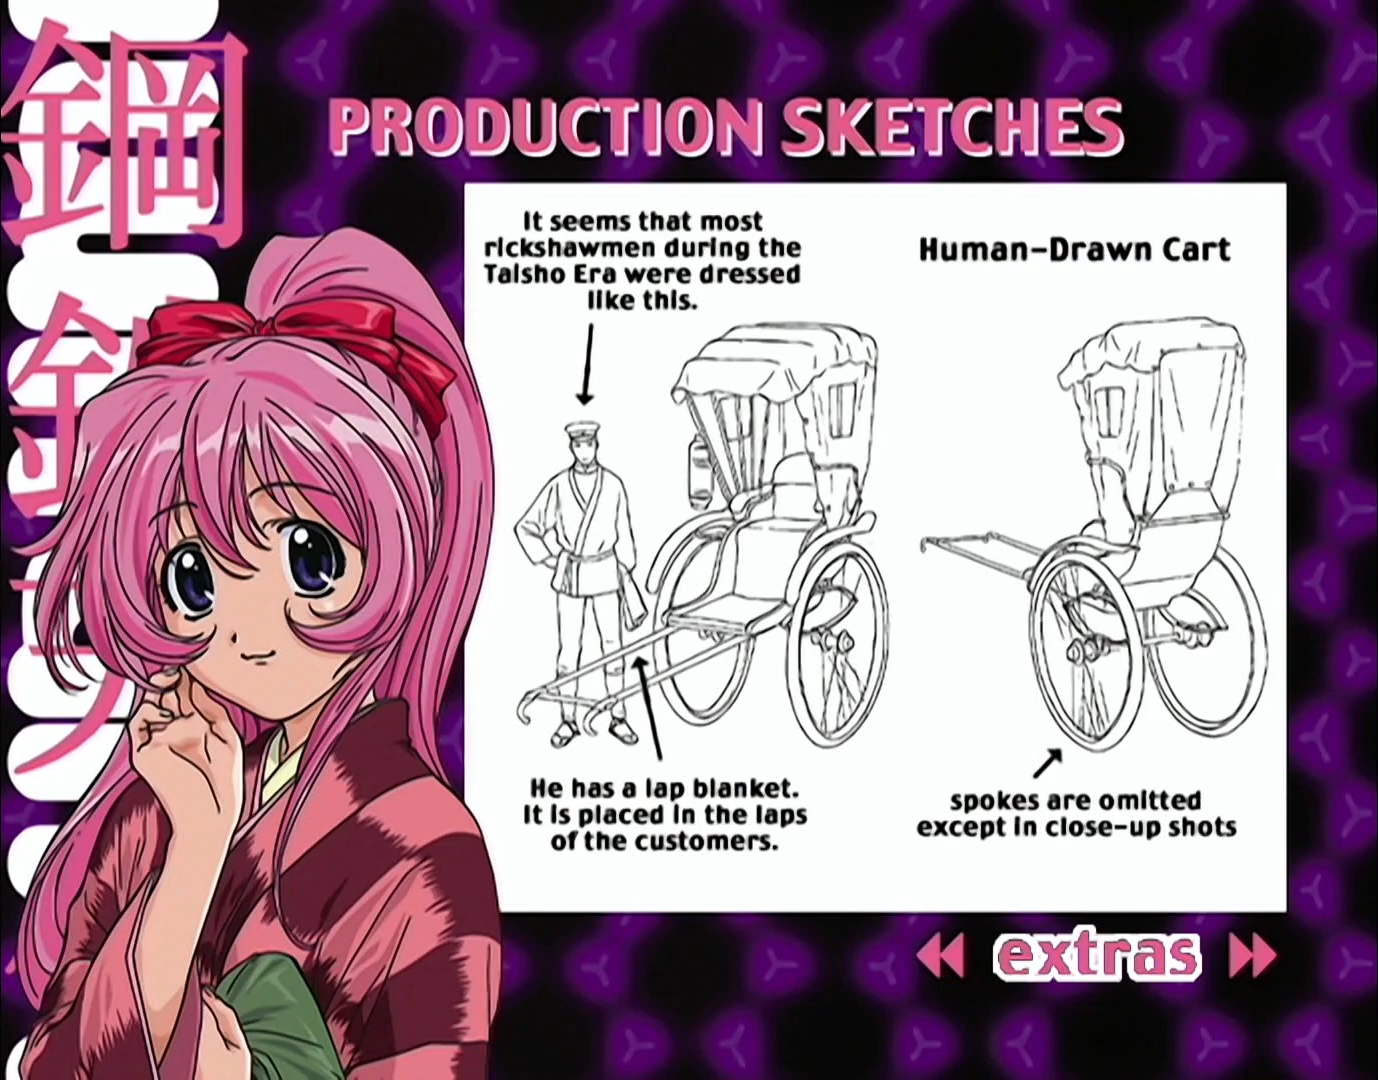 鋼
PRODUCTION SKETCHES
It seems that most
rickshawmen during the
Taisho Era were dressed
like this.
Human-Drawn Cart
He has a lap blanket.
It is placed in the laps
of the customers.
spokes are omitted
except in close-up shots
extras